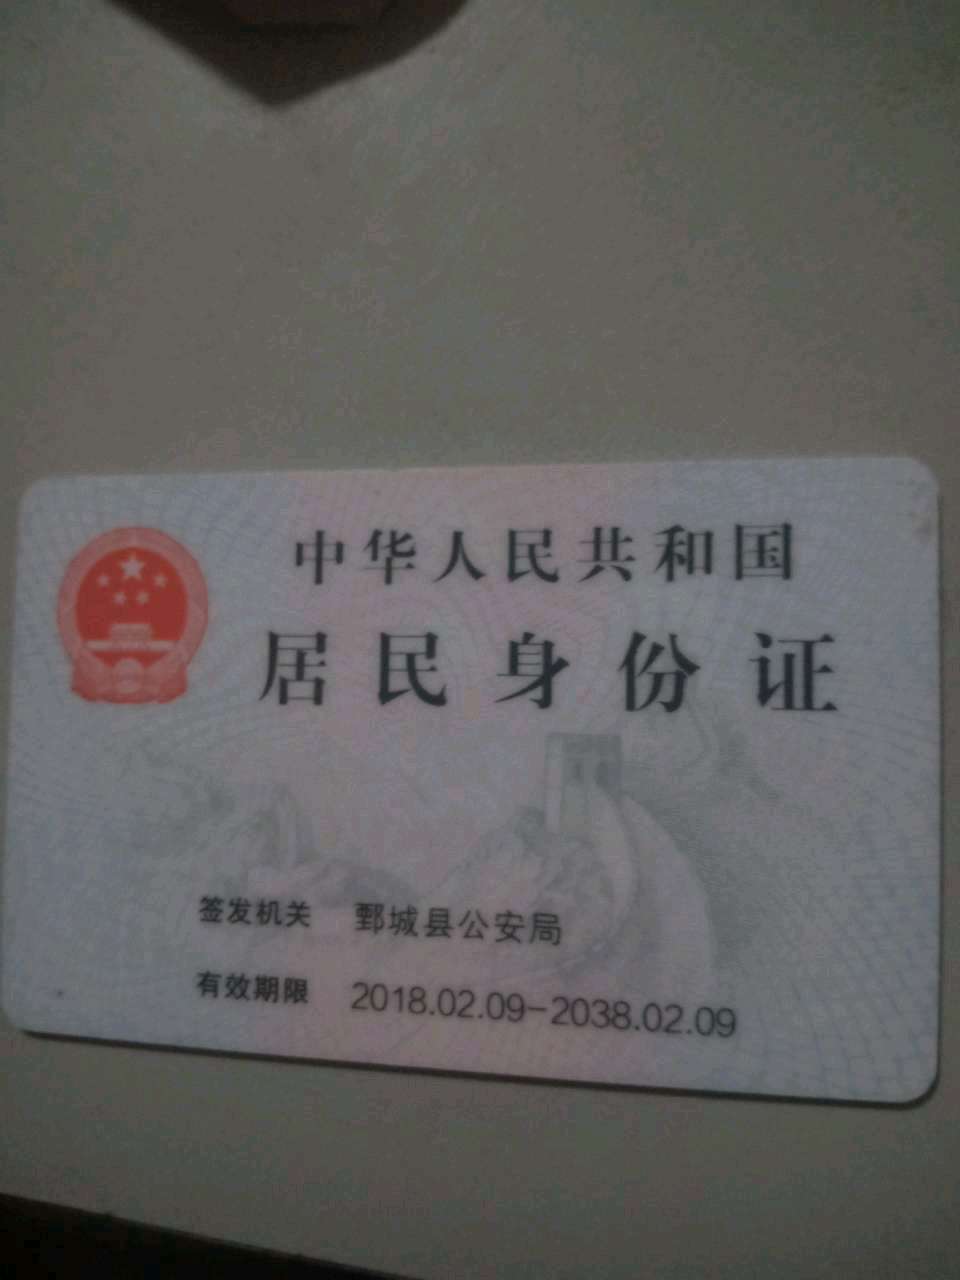 中华人民共和国
居民身份证
签发机关 鄄城县公安局
有效期限 2018.02.09-2038.02.09